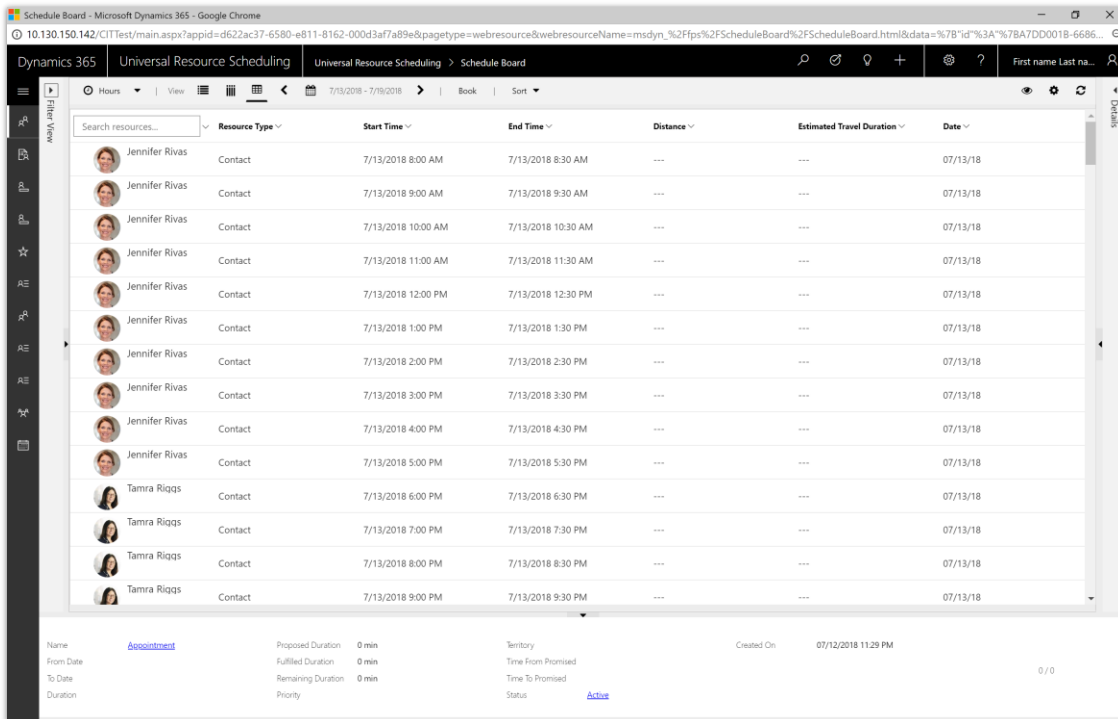 Schedule Board - Microsoft Dynamics 365 - Google Chrome
10.130.150.142/CITTest/main.aspx?appid=d622ac37-6580-e811-8162-000d3af7a89e&pagetype=webresource&webresourceName=msdyn_%2Ffps%2FScheduleBoard%2FScheduleBoard.html&data=%7B"id"%3A"%7BA7DD001B-6686...
Dynamics 365 Universal Resource Scheduling Universal Resource Scheduling > Schedule Board First name Last na...
Hours | View 7/13/2018 - 7/19/2018 | Book | Sort
Filter View
Details
Search resources... Resource Type Start Time End Time Distance Estimated Travel Duration Date
Jennifer Rivas Contact 7/13/2018 8:00 AM 7/13/2018 8:30 AM --- --- 07/13/18
Jennifer Rivas Contact 7/13/2018 9:00 AM 7/13/2018 9:30 AM --- --- 07/13/18
Jennifer Rivas Contact 7/13/2018 10:00 AM 7/13/2018 10:30 AM --- --- 07/13/18
Jennifer Rivas Contact 7/13/2018 11:00 AM 7/13/2018 11:30 AM --- --- 07/13/18
Jennifer Rivas Contact 7/13/2018 12:00 PM 7/13/2018 12:30 PM --- --- 07/13/18
Jennifer Rivas Contact 7/13/2018 1:00 PM 7/13/2018 1:30 PM --- --- 07/13/18
Jennifer Rivas Contact 7/13/2018 2:00 PM 7/13/2018 2:30 PM --- --- 07/13/18
Jennifer Rivas Contact 7/13/2018 3:00 PM 7/13/2018 3:30 PM --- --- 07/13/18
Jennifer Rivas Contact 7/13/2018 4:00 PM 7/13/2018 4:30 PM --- --- 07/13/18
Jennifer Rivas Contact 7/13/2018 5:00 PM 7/13/2018 5:30 PM --- --- 07/13/18
Tamra Riggs Contact 7/13/2018 6:00 PM 7/13/2018 6:30 PM --- --- 07/13/18
Tamra Riggs Contact 7/13/2018 7:00 PM 7/13/2018 7:30 PM --- --- 07/13/18
Tamra Riggs Contact 7/13/2018 8:00 PM 7/13/2018 8:30 PM --- --- 07/13/18
Tamra Riggs Contact 7/13/2018 9:00 PM 7/13/2018 9:30 PM --- --- 07/13/18
Name Appointment Proposed Duration 0 min Territory Created On 07/12/2018 11:29 PM
From Date Fulfilled Duration 0 min Time From Promised
0 / 0
To Date Remaining Duration 0 min Time To Promised
Duration Priority Status Active